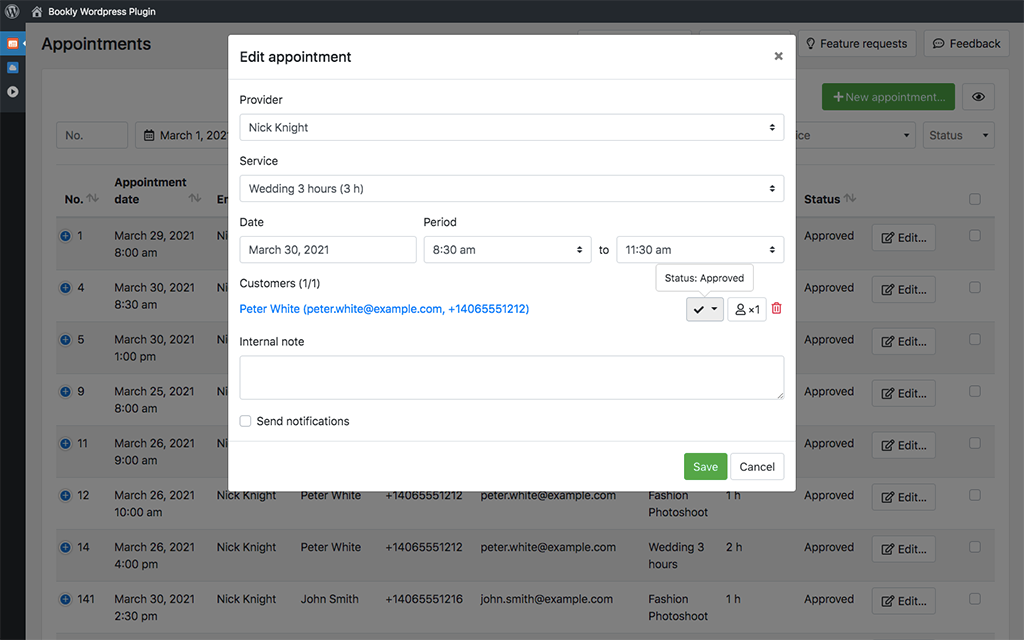 Bookly Wordpress Plugin
Appointments
Feature requests
Feedback
New appointment...
No.
March 1, 202
Status
No.
Appointment date
Status
1
March 29, 2021
8:00 am
Ni
Approved
Edit...
4
March 30, 2021
8:30 am
Ni
Approved
Edit...
5
March 30, 2021
1:00 pm
Ni
Approved
Edit...
9
March 25, 2021
8:00 am
Ni
Approved
Edit...
11
March 26, 2021
9:00 am
Ni
Approved
Edit...
12
March 26, 2021
10:00 am
Nick Knight
Peter White
+14065551212
peter.white@example.com
Fashion
Photoshoot
1 h
Approved
Edit...
14
March 26, 2021
4:00 pm
Nick Knight
Peter White
+14065551212
peter.white@example.com
Wedding 3
hours
2 h
Approved
Edit...
141
March 30, 2021
2:30 pm
Nick Knight
John Smith
+14065551216
john.smith@example.com
Fashion
Photoshoot
1 h
Approved
Edit...
Edit appointment
×
Provider
Nick Knight
Service
Wedding 3 hours (3 h)
Date
Period
March 30, 2021
8:30 am
to
11:30 am
Status: Approved
Customers (1/1)
Peter White (peter.white@example.com, +14065551212)
×1
Internal note
Send notifications
Save
Cancel